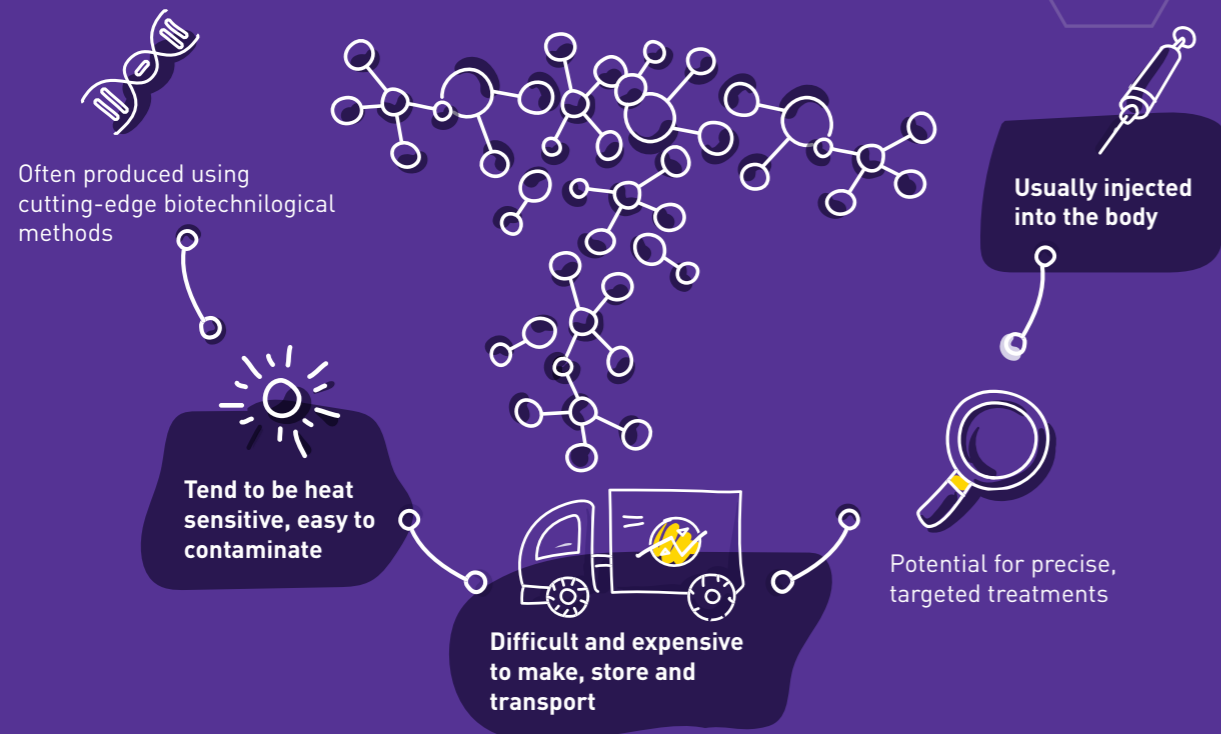 Often produced using
cutting-edge biotechnilogical
methods
Tend to be heat
sensitive, easy to
contaminate
Difficult and expensive
to make, store and
transport
Potential for precise,
targeted treatments
Usually injected
into the body